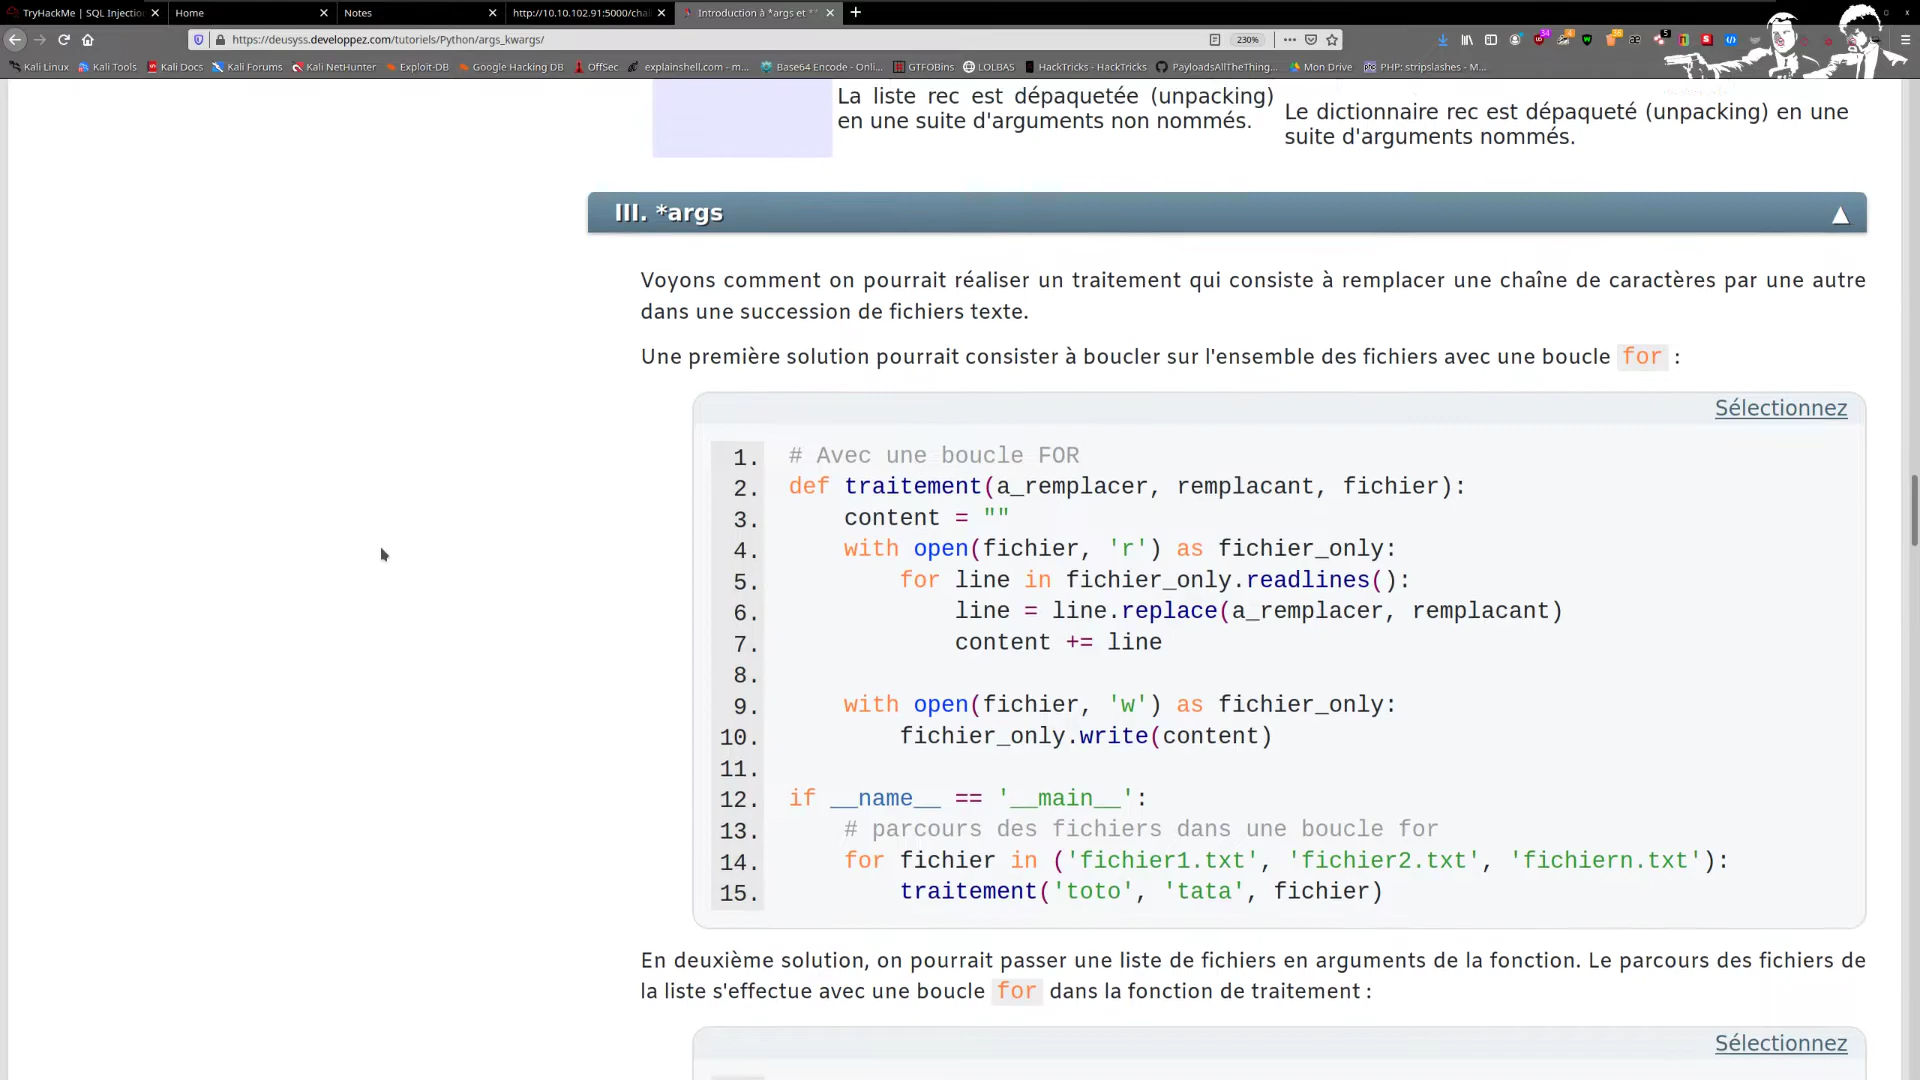 TryHackMe | SQL Injectio
Home
Notes
http://10.10.102.91:5000/chal
Introduction à *args et **
https://deusyss.developpez.com/tutoriels/Python/args_kwargs/
230%
Kali Linux
Kali Tools
Kali Docs
Kali Forums
Kali NetHunter
Exploit-DB
Google Hacking DB
OffSec
explainshell.com - m...
Base64 Encode - Onli...
GTFOBins
LOLBAS
HackTricks - HackTricks
PayloadsAllTheThing...
Mon Drive
PHP: stripslashes - M...
La liste rec est dépaquetée (unpacking)
en une suite d'arguments non nommés.
Le dictionnaire rec est dépaqueté (unpacking) en une
suite d'arguments nommés.
III. *args
Voyons comment on pourrait réaliser un traitement qui consiste à remplacer une chaîne de caractères par une autre
dans une succession de fichiers texte.
Une première solution pourrait consister à boucler sur l'ensemble des fichiers avec une boucle for :
Sélectionnez
1. # Avec une boucle FOR
2. def traitement(a_remplacer, remplacant, fichier):
3.     content = ""
4.     with open(fichier, 'r') as fichier_only:
5.         for line in fichier_only.readlines():
6.             line = line.replace(a_remplacer, remplacant)
7.             content += line
8.
9.     with open(fichier, 'w') as fichier_only:
10.         fichier_only.write(content)
11.
12. if __name__ == '__main__':
13.     # parcours des fichiers dans une boucle for
14.     for fichier in ('fichier1.txt', 'fichier2.txt', 'fichiern.txt'):
15.         traitement('toto', 'tata', fichier)
En deuxième solution, on pourrait passer une liste de fichiers en arguments de la fonction. Le parcours des fichiers de
la liste s'effectue avec une boucle for dans la fonction de traitement :
Sélectionnez